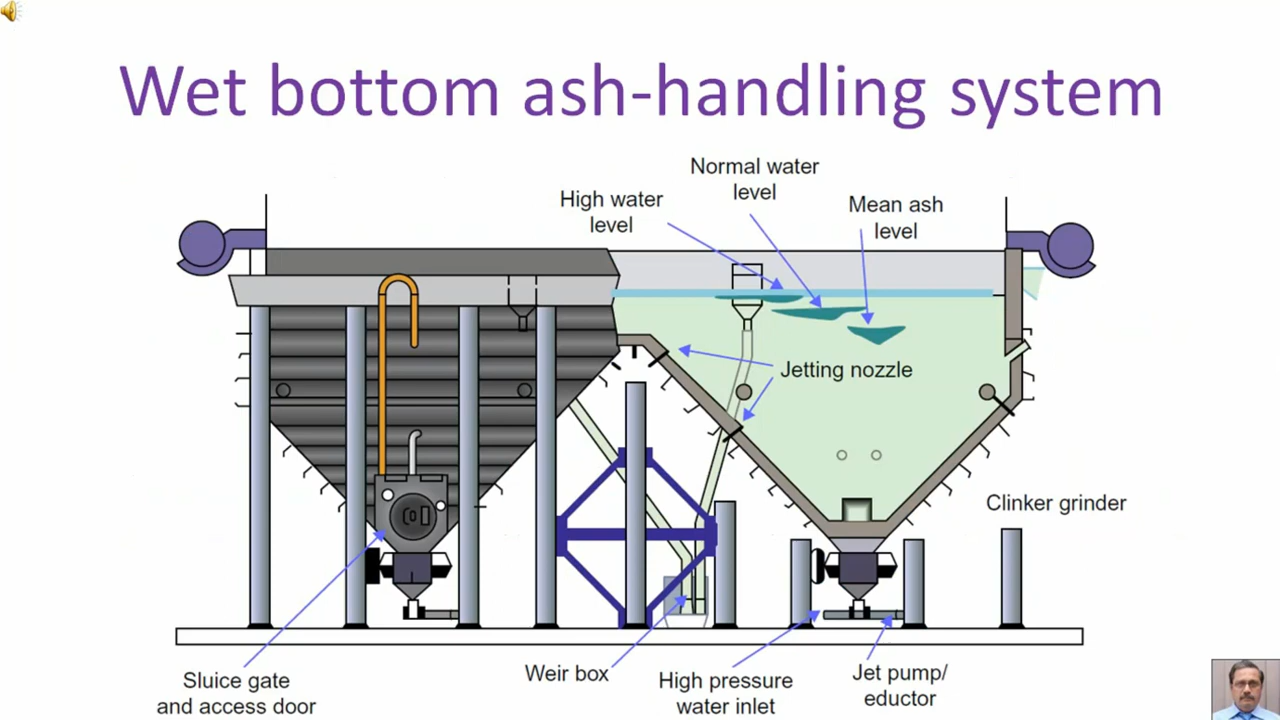 Wet bottom ash-handling system
Normal water
level
High water
level
Mean ash
level
Jetting nozzle
Clinker grinder
Sluice gate
and access door
Weir box
High pressure
water inlet
Jet pump/
eductor